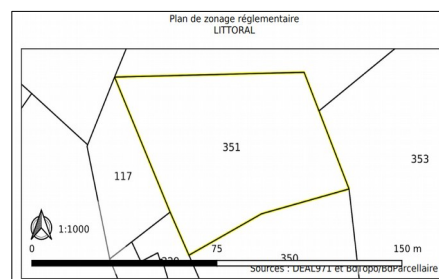 Plan de zonage réglementaire
LITTORAL
351
353
117
1:1000
0
75
150 m
350
Sources : DEAL971 et BdTopo/BdParcellaire